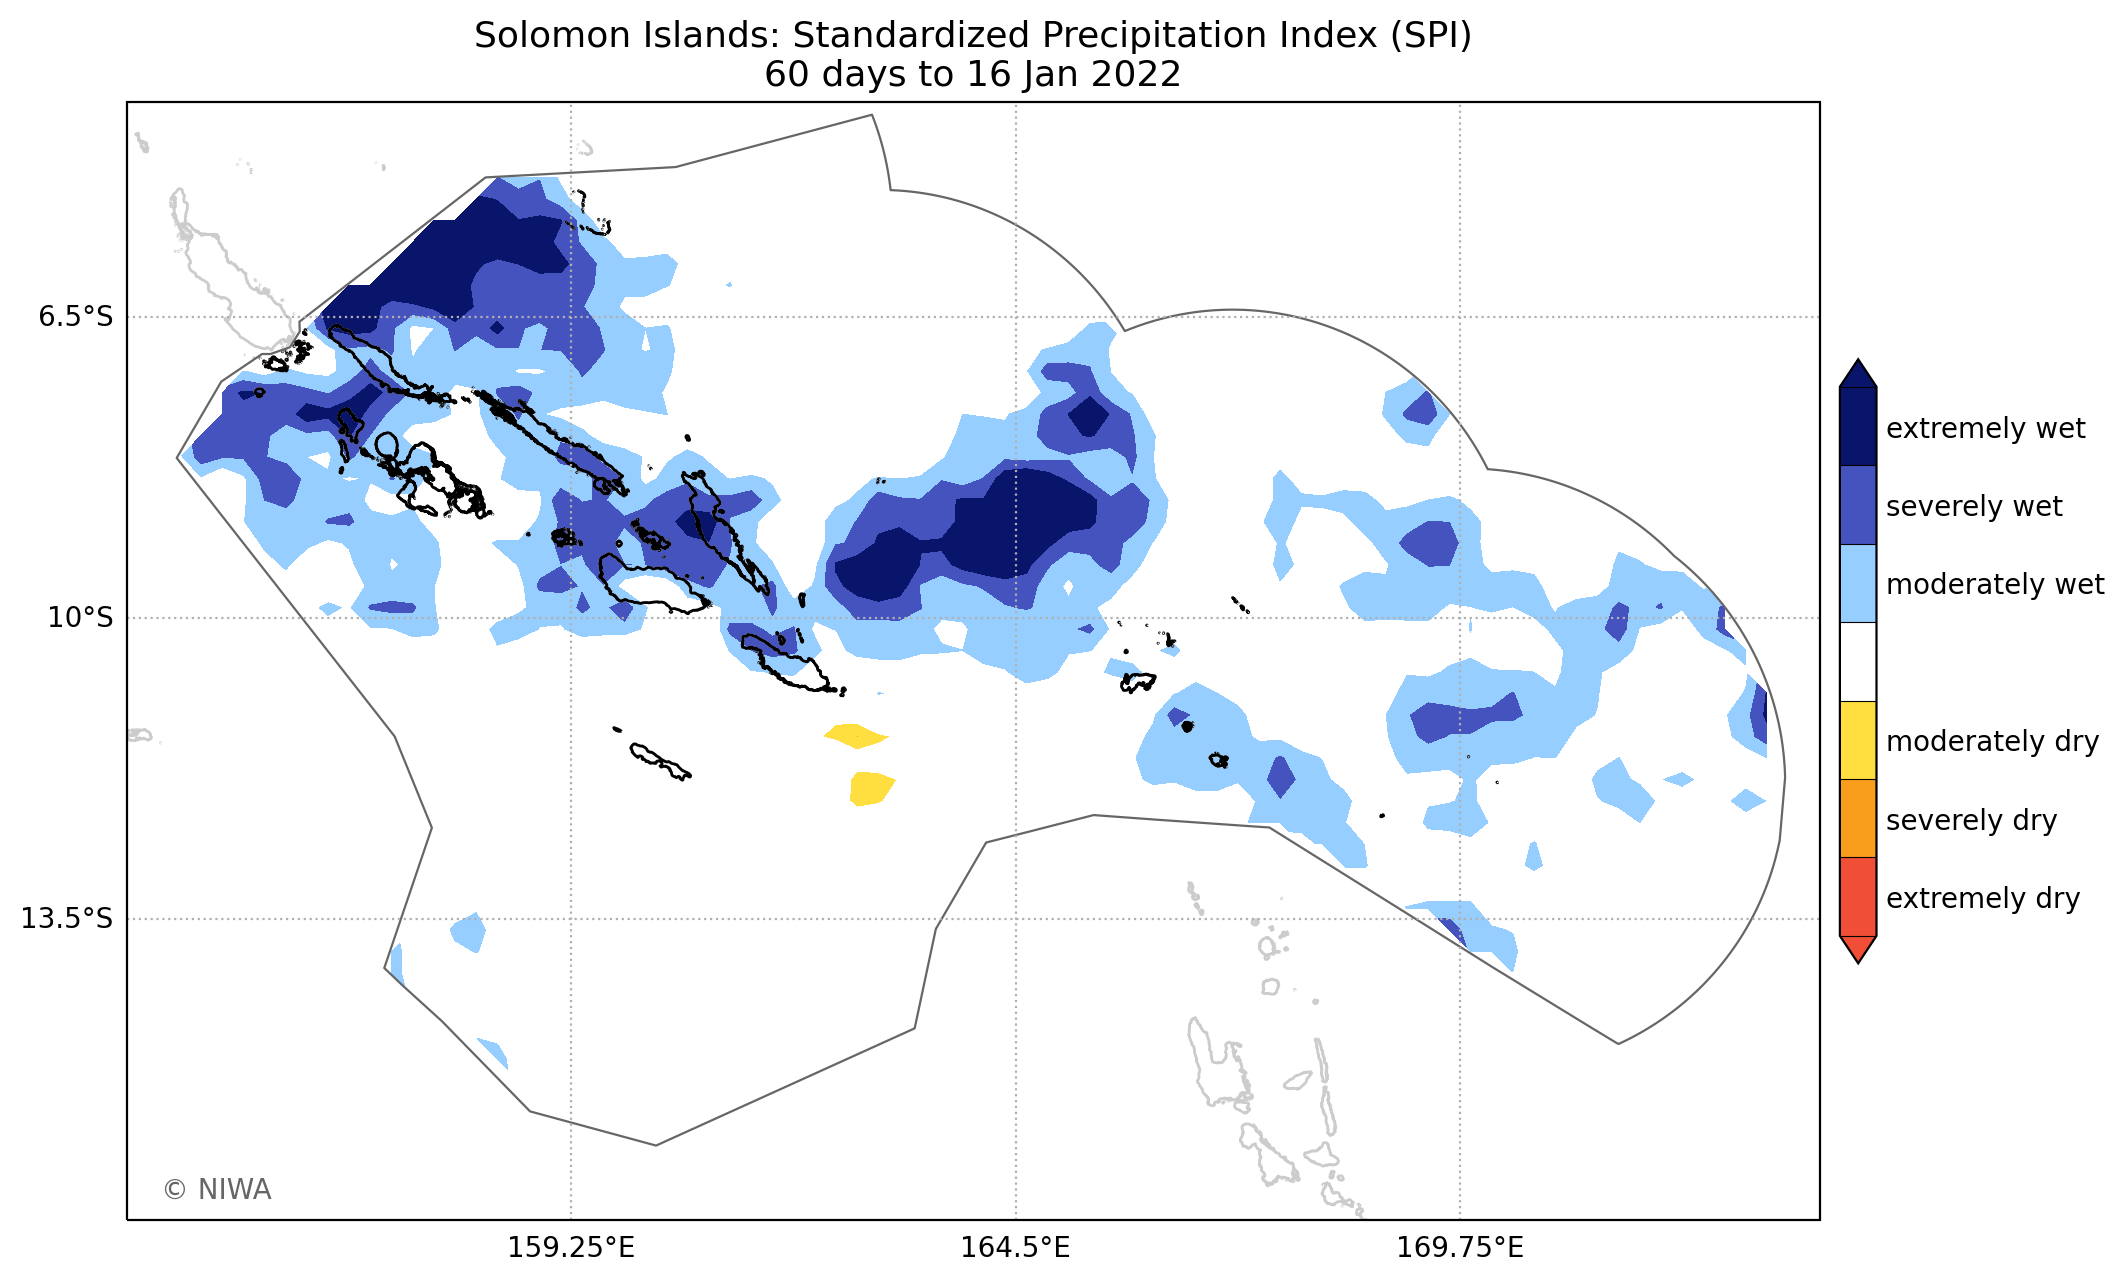 Solomon Islands: Standardized Precipitation Index (SPI)
60 days to 16 Jan 2022
6.5°S
10°S
13.5°S
159.25°E
164.5°E
169.75°E
extremely wet
severely wet
moderately wet
moderately dry
severely dry
extremely dry
© NIWA